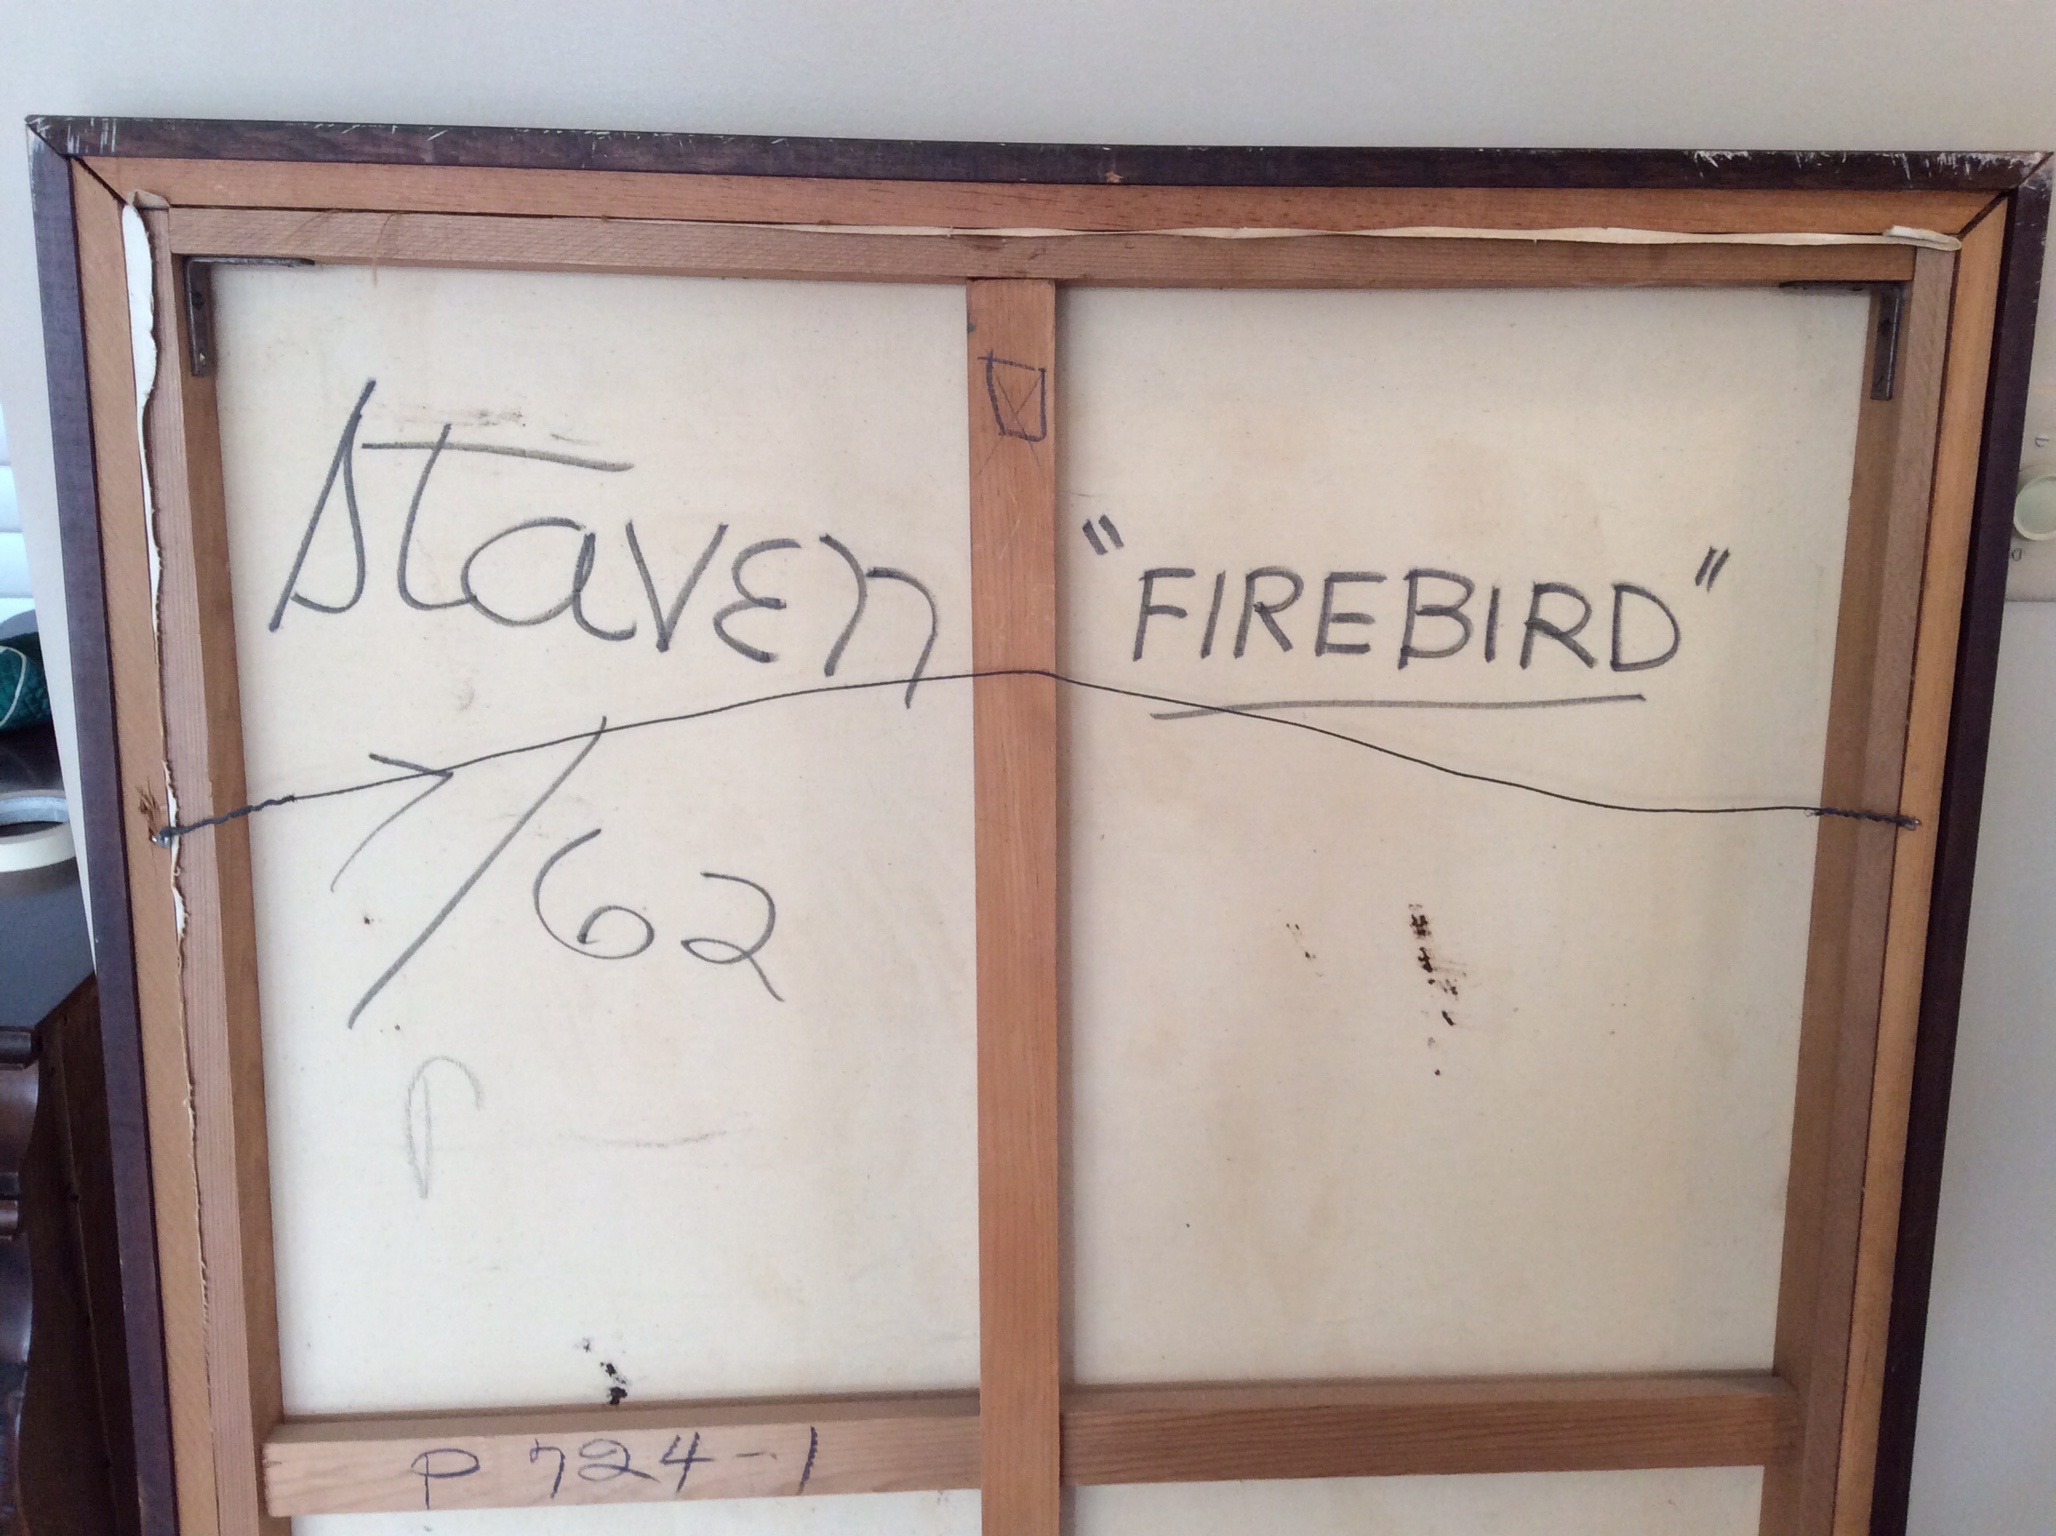 Staven
"FIREBIRD"
7/62
P
P 724-1